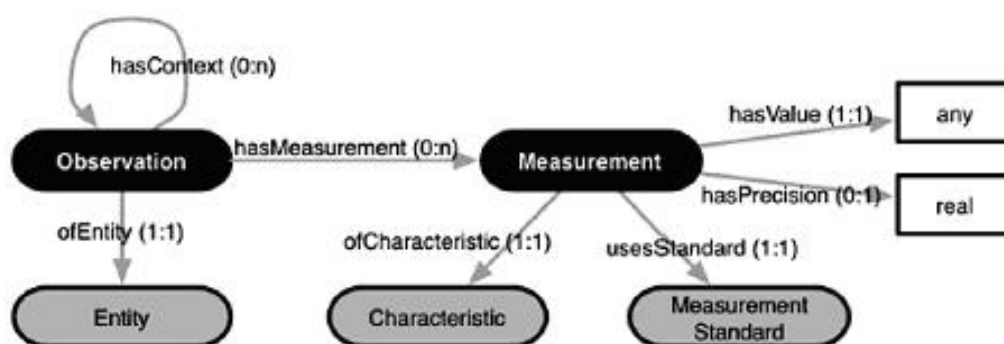 hasContext (0:n)
hasValue (1:1)
any
Observation
hasMeasurement (0:n)
Measurement
hasPrecision (0:1)
real
ofEntity (1:1)
ofCharacteristic (1:1)
usesStandard (1:1)
Entity
Characteristic
Measurement
Standard